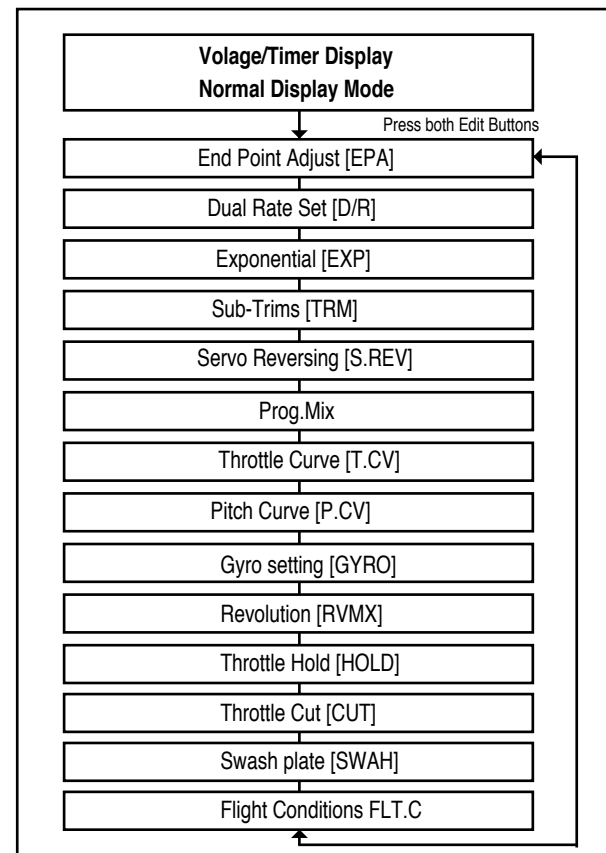 Volage/Timer Display
Normal Display Mode
Press both Edit Buttons
End Point Adjust [EPA]
Dual Rate Set [D/R]
Exponential [EXP]
Sub-Trims [TRM]
Servo Reversing [S.REV]
Prog.Mix
Throttle Curve [T.CV]
Pitch Curve [P.CV]
Gyro setting [GYRO]
Revolution [RVMX]
Throttle Hold [HOLD]
Throttle Cut [CUT]
Swash plate [SWAH]
Flight Conditions FLT.C